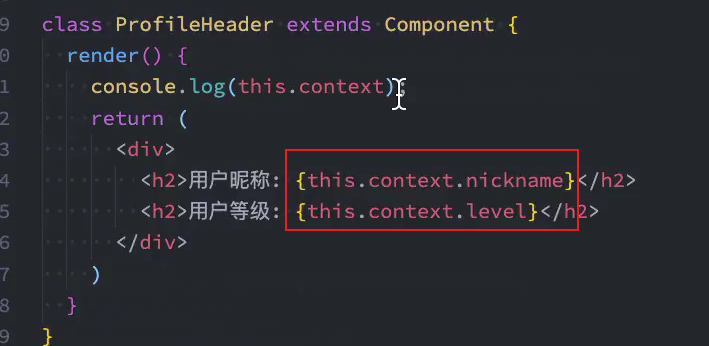 9 class ProfileHeader extends Component {
0 render() {
1 console.log(this.context);
2 return (
3 <div>
4 <h2>用户昵称: {this.context.nickname}</h2>
5 <h2>用户等级: {this.context.level}</h2>
6 </div>
7 )
8 }
9 }